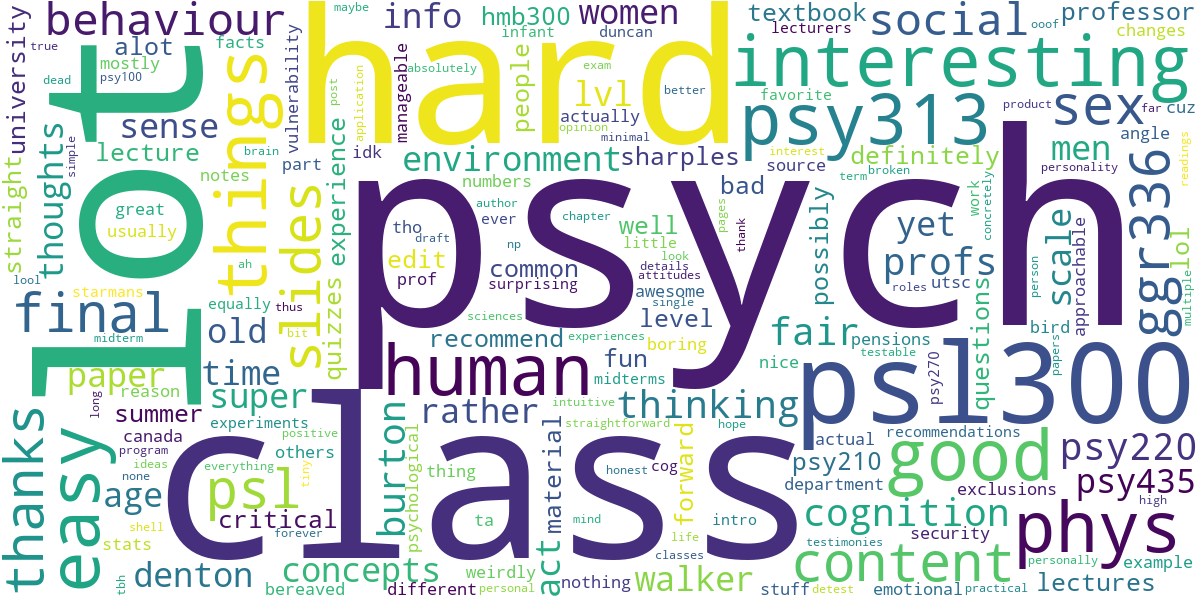 behaviour
hard
info
hmb300
women
social
textbook
professor
maybe
infant
duncan
lecturers
ooof
changes
university
true
alot
facts
mostly
dead
psy100
lot
things
vulnerability
post
application
manageable
absolutely
people
exam
lvl
actually
better
opinion
minimal
interesting
favorite
psy313
product
sex
far
cuz
sense
lecture
simple
brain
thoughts
straight
notes
part
idk
experience
environment
sharples
interest
source
definitely
men
angle
personality
readings
numbers
bad
term
broken
work
concretely
great
usually
slides
psych
tho
draft
author
ever
np
chapter
well
little
look
details
attitudes
pages
thank
possibly
yet
profs
roles
utsc
person
scale
approachable
ggr336
lol
multiple
ah
edit
prof
common
surprising
awesome
single
lool
starmans
equally
thus
bit
quizzes
sciences
experiences
level
final
midterm
old
recommend
fun
boring
nice
fair
pensions
testable
psy270
questions
bird
papers
paper
reason
time
human
midterms
thinking
psl300
thanks
easy
long
summer
super
class
burton
rather
intuitive
straightforward
hope
actual
recommendations
canada
program
experiments
positive
others
psychological
material
forward
psy210
department
good
psy220
ideas
none
everything
tiny
thing
honest
cog
exclusions
psy435
high
age
psl
critical
shell
forever
ta
mind
life
intro
cognition
security
phys
stats
concepts
weirdly
act
classes
testimonies
content
personally
example
tbh
denton
bereaved
different
personal
nothing
walker
stuff
detest
emotional
practical
lectures